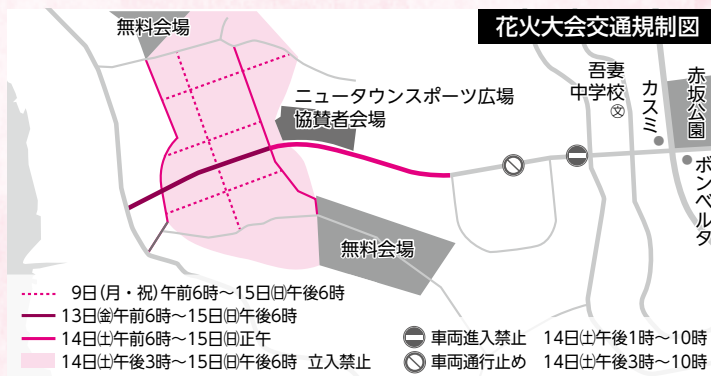 花火大会交通規制図
無料会場
ニュータウンスポーツ広場
協賛者会場
吾妻
中学校
文
カスミ
赤坂公園
ボンベルタ
無料会場
9日(月・祝)午前6時～15日㈰午後6時
13日㈮午前6時～15日㈰午後6時
14日㈯午前6時～15日㈰正午
14日㈯午後3時～15日㈰午後6時 立入禁止
車両進入禁止 14日㈯午後1時～10時
車両通行止め 14日㈯午後3時～10時